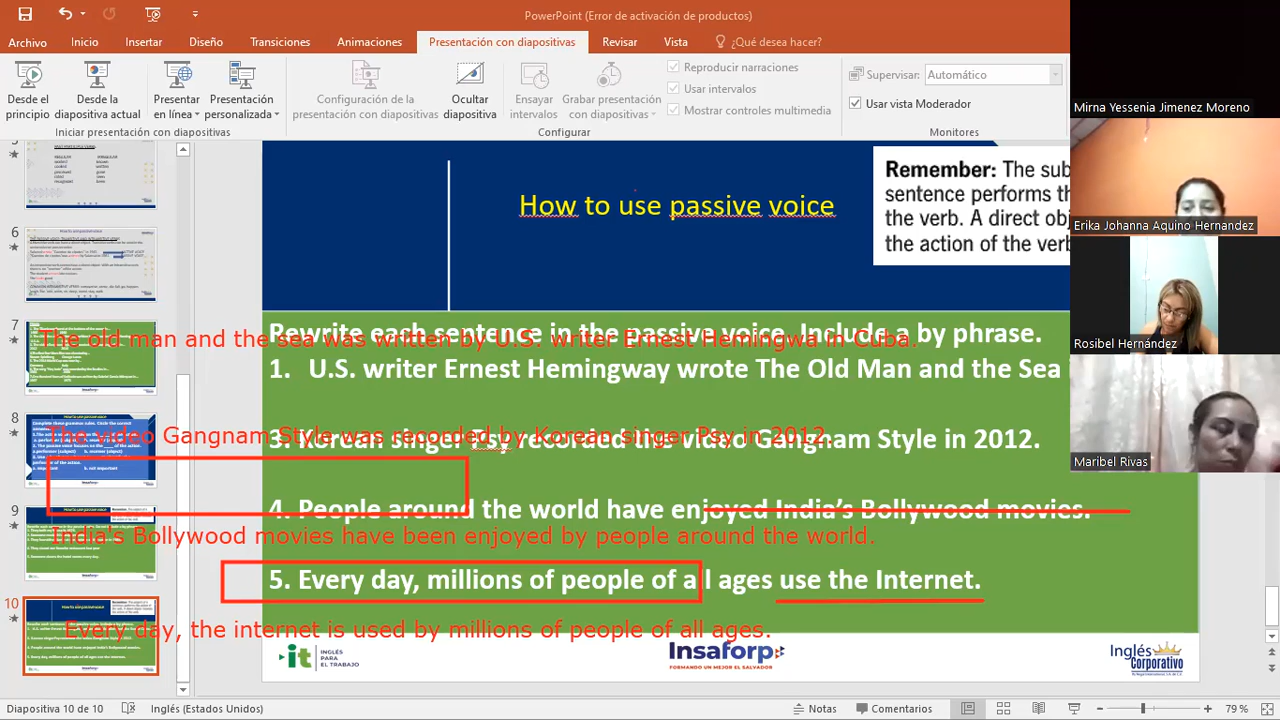 PowerPoint (Error de activación de productos)
Archivo Inicio Insertar Diseño Transiciones Animaciones Presentación con diapositivas Revisar Vista ¿Qué desea hacer?
Desde el principio
Desde la diapositiva actual
Presentar en línea
Presentación personalizada
Configuración de la presentación con diapositivas
Ocultar diapositiva
Ensayar intervalos
Grabar presentación con diapositivas
Reproducir narraciones
Usar intervalos
Mostrar controles multimedia
Supervisar: Automático
Usar vista Moderador
Iniciar presentación con diapositivas
Configurar
Monitores
Mirna Yessenia Jimenez Moreno
Erika Johanna Aquino Hernandez
Rosibel Hernández
Maribel Rivas
7
8
9
10
How to use passive voice
Remember: The sub
sentence performs th
the verb. A direct obj
the action of the verb
Rewrite each sentence in the passive voice. Include phrase.
The old man and the sea was written by U.S. writer Ernest Hemingwa in Cuba.
1. U.S. writer Ernest Hemingway wrote The Old Man and the Sea
The video Gangnam Style was recorded by Korean singer Psy in 2012.
3. Korean singer Psy recorded the video Gangnam Style in 2012.
4. People around the world have enjoyed India's Bollywood movies.
India's Bollywood movies have been enjoyed by people around the world.
5. Every day, millions of people of all ages use the Internet.
Every day, the internet is used by millions of people of all ages.
it INGLÉS PARA EL TRABAJO
Insaforp
FORMANDO UN MEJOR EL SALVADOR
Inglés Corporativo
Diapositiva 10 de 10
Inglés (Estados Unidos)
Notas
Comentarios
79 %